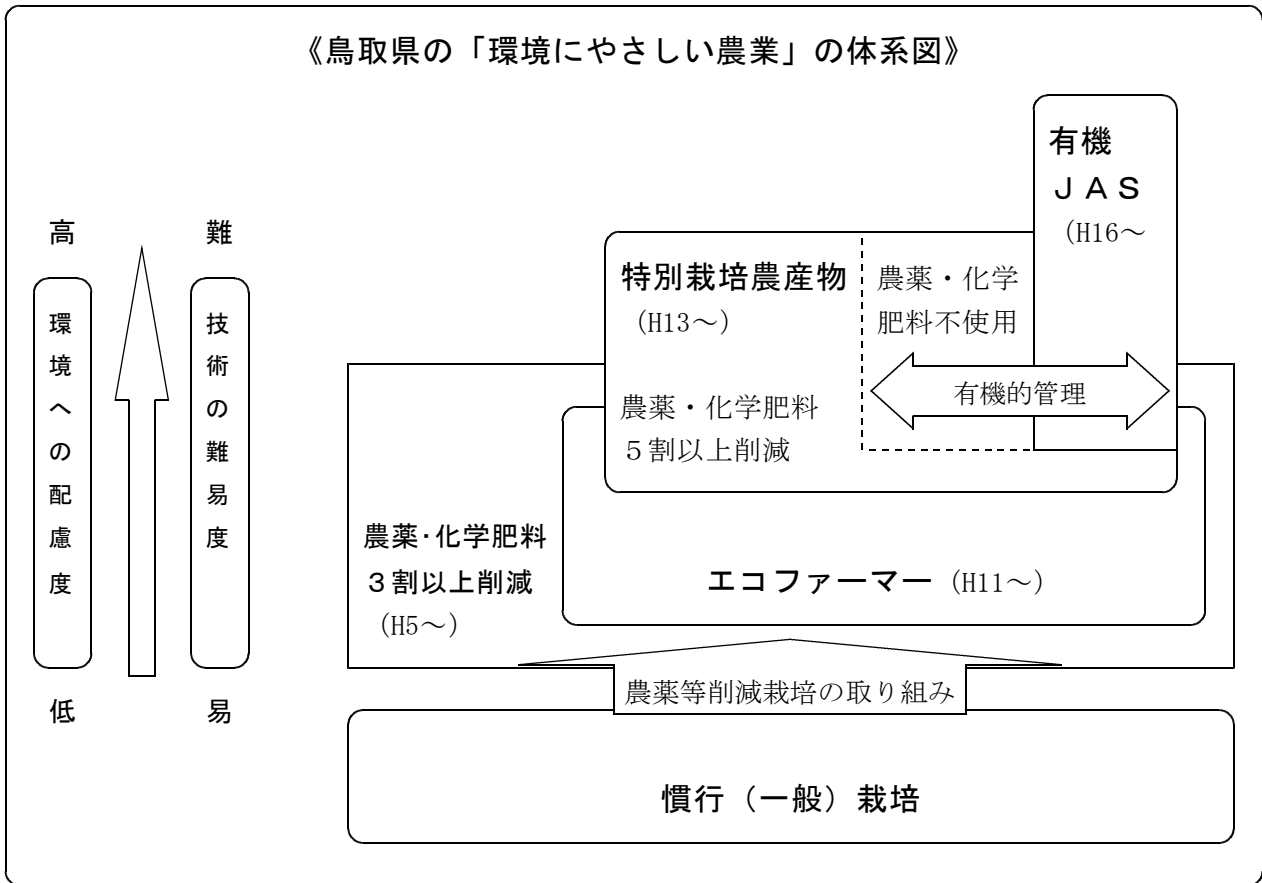 《鳥取県の「環境にやさしい農業」の体系図》
高
環境への配慮度
低
難
技術の難易度
易
有機
ＪＡＳ
(H16～
特別栽培農産物
(H13～)
農薬・化学
肥料不使用
有機的管理
農薬・化学肥料
５割以上削減
農薬･化学肥料
３割以上削減
(H5～)
エコファーマー (H11～)
農薬等削減栽培の取り組み
慣行（一般）栽培